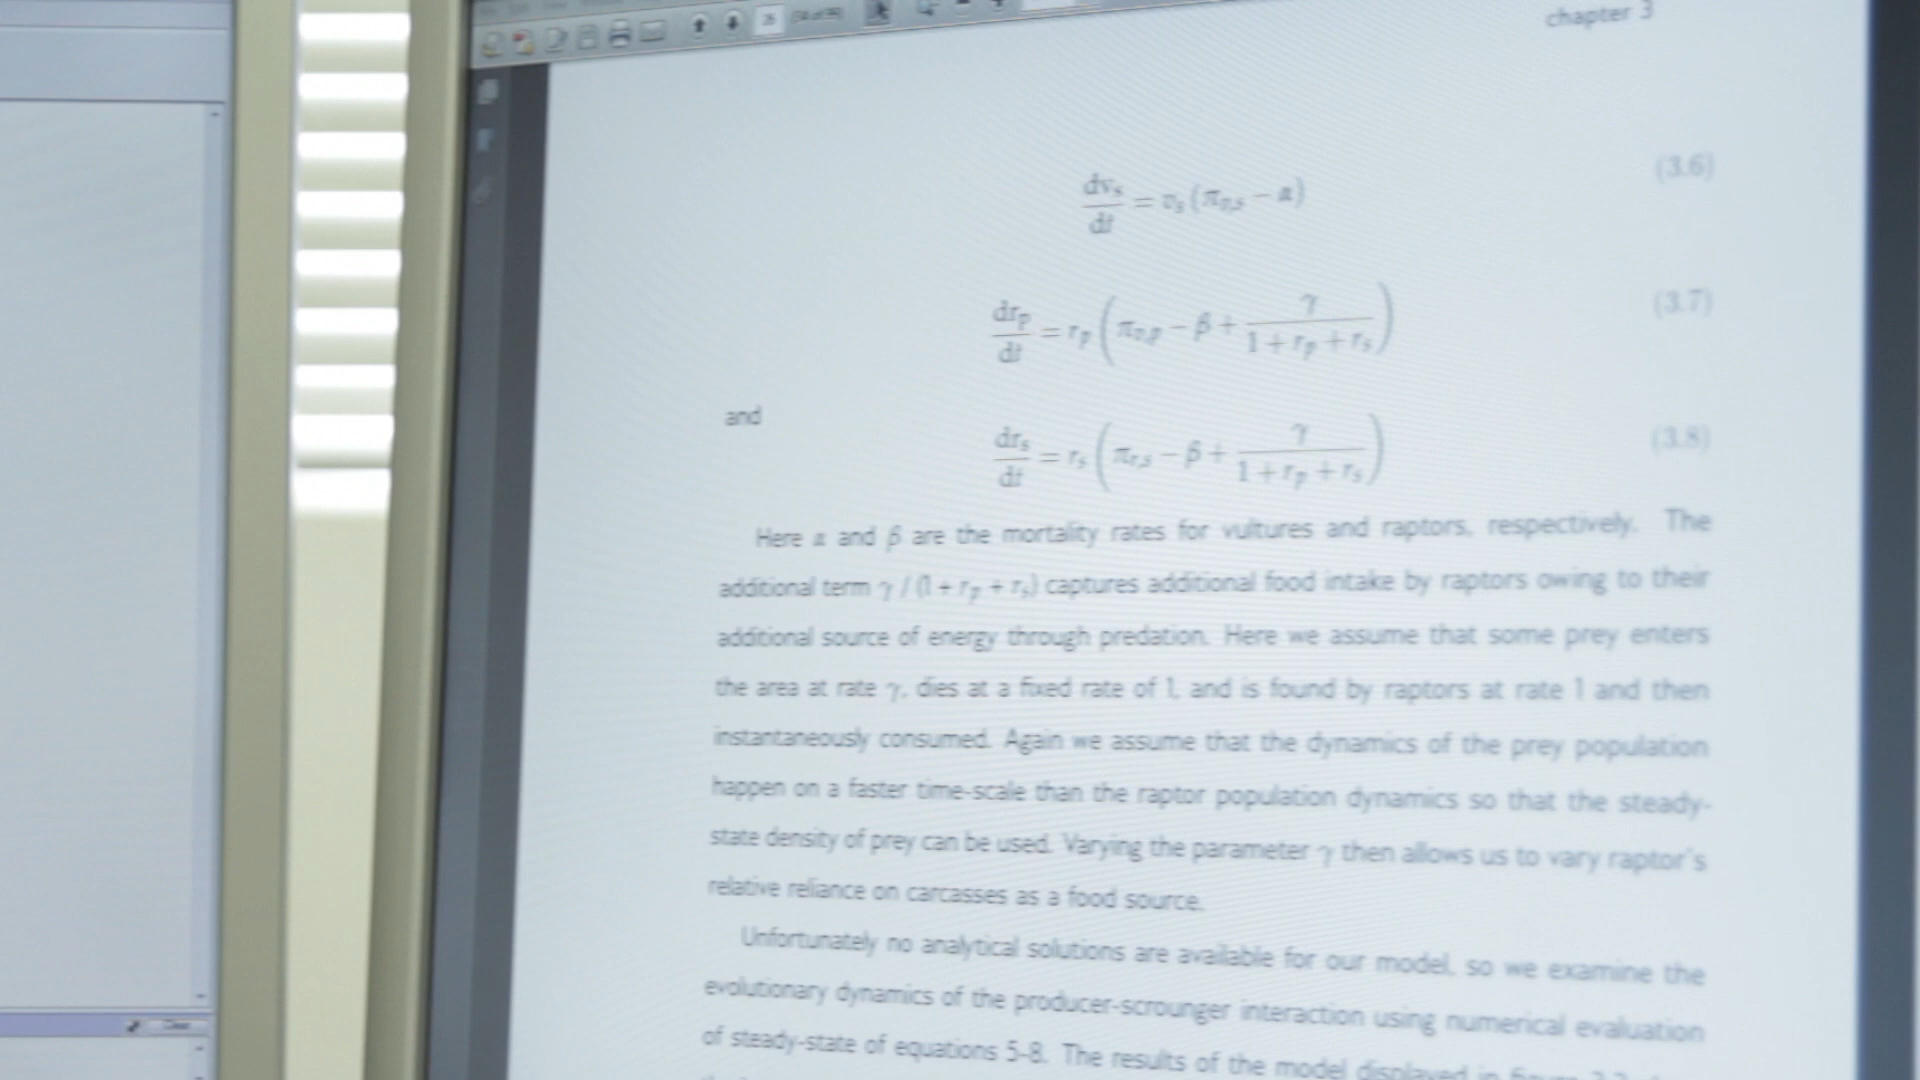 chapter 3
dv_s/dt = v_s (π_{v,s} − α) (3.6)
dr_p/dt = r_p (π_{v,p} − β + γ/(1 + r_p + r_s)) (3.7)
and
dr_s/dt = r_s (π_{r,s} − β + γ/(1 + r_p + r_s)) (3.8)
Here α and β are the mortality rates for vultures and raptors, respectively. The
additional term γ / (1 + r_p + r_s) captures additional food intake by raptors owing to their
additional source of energy through predation. Here we assume that some prey enters
the area at rate γ, dies at a fixed rate of 1, and is found by raptors at rate 1 and then
instantaneously consumed. Again we assume that the dynamics of the prey population
happen on a faster time-scale than the raptor population dynamics so that the steady-
state density of prey can be used. Varying the parameter γ then allows us to vary raptor's
relative reliance on carcasses as a food source.
Unfortunately no analytical solutions are available for our model, so we examine the
evolutionary dynamics of the producer-scrounger interaction using numerical evaluation
of steady-state of equations 5-8. The results of the model displayed in figure
Clear